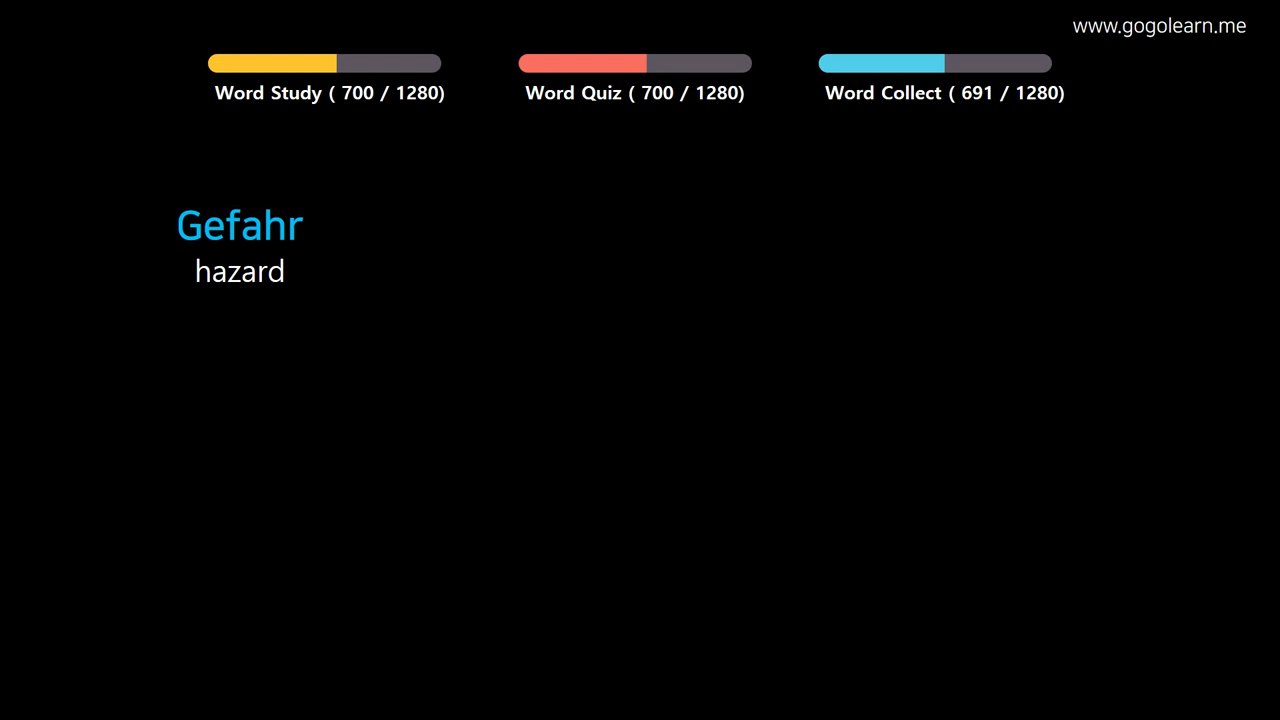 www.gogolearn.me
Word Study ( 700 / 1280)
Word Quiz ( 700 / 1280)
Word Collect ( 691 / 1280)
Gefahr
hazard